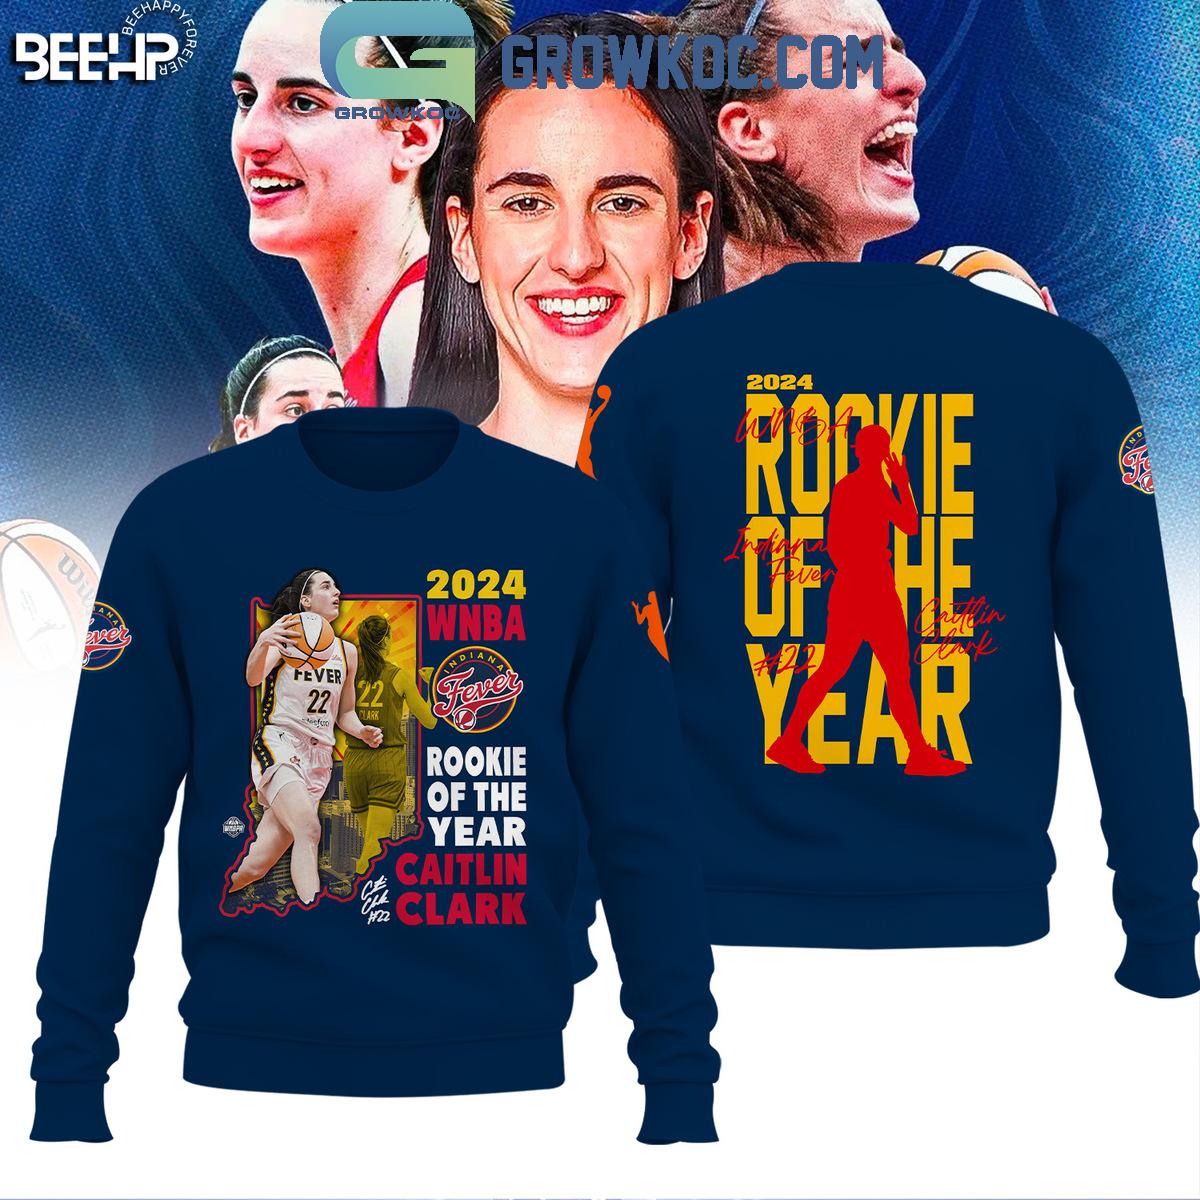 BEEHAPPYFOREVER
BEEHP
GROWKOC
GROWKOC.COM
2024
WNBA
INDIANA
Fever
ROOKIE
OF THE
YEAR
CAITLIN
CLARK
#22
FEVER
22
22
CLARK
WNBPA
2024
ROOKIE
OF THE
YEAR
WNBA
Indiana
Fever
Caitlin
Clark
#22